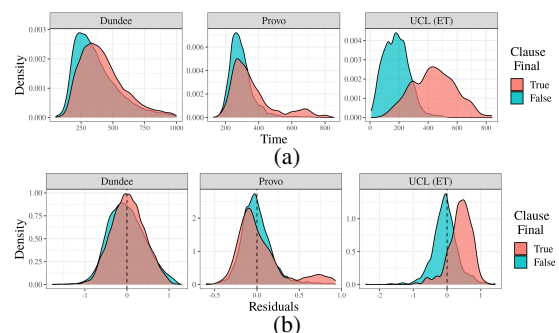 Dundee Provo UCL (ET)
Density
0.003
0.002
0.001
0.000
250 500 750 1000
0.006
0.004
0.002
0.000
200 400 600 800
0.004
0.003
0.002
0.001
0.000
0 200 400 600 800
Time
Clause
Final
True
False
(a)
Dundee Provo UCL (ET)
Density
1.00
0.75
0.50
0.25
0.00
-1 0 1
2
1
0
-0.5 0.0 0.5 1.0
1.0
0.5
0.0
-2 -1 0 1
Residuals
Clause
Final
True
False
(b)